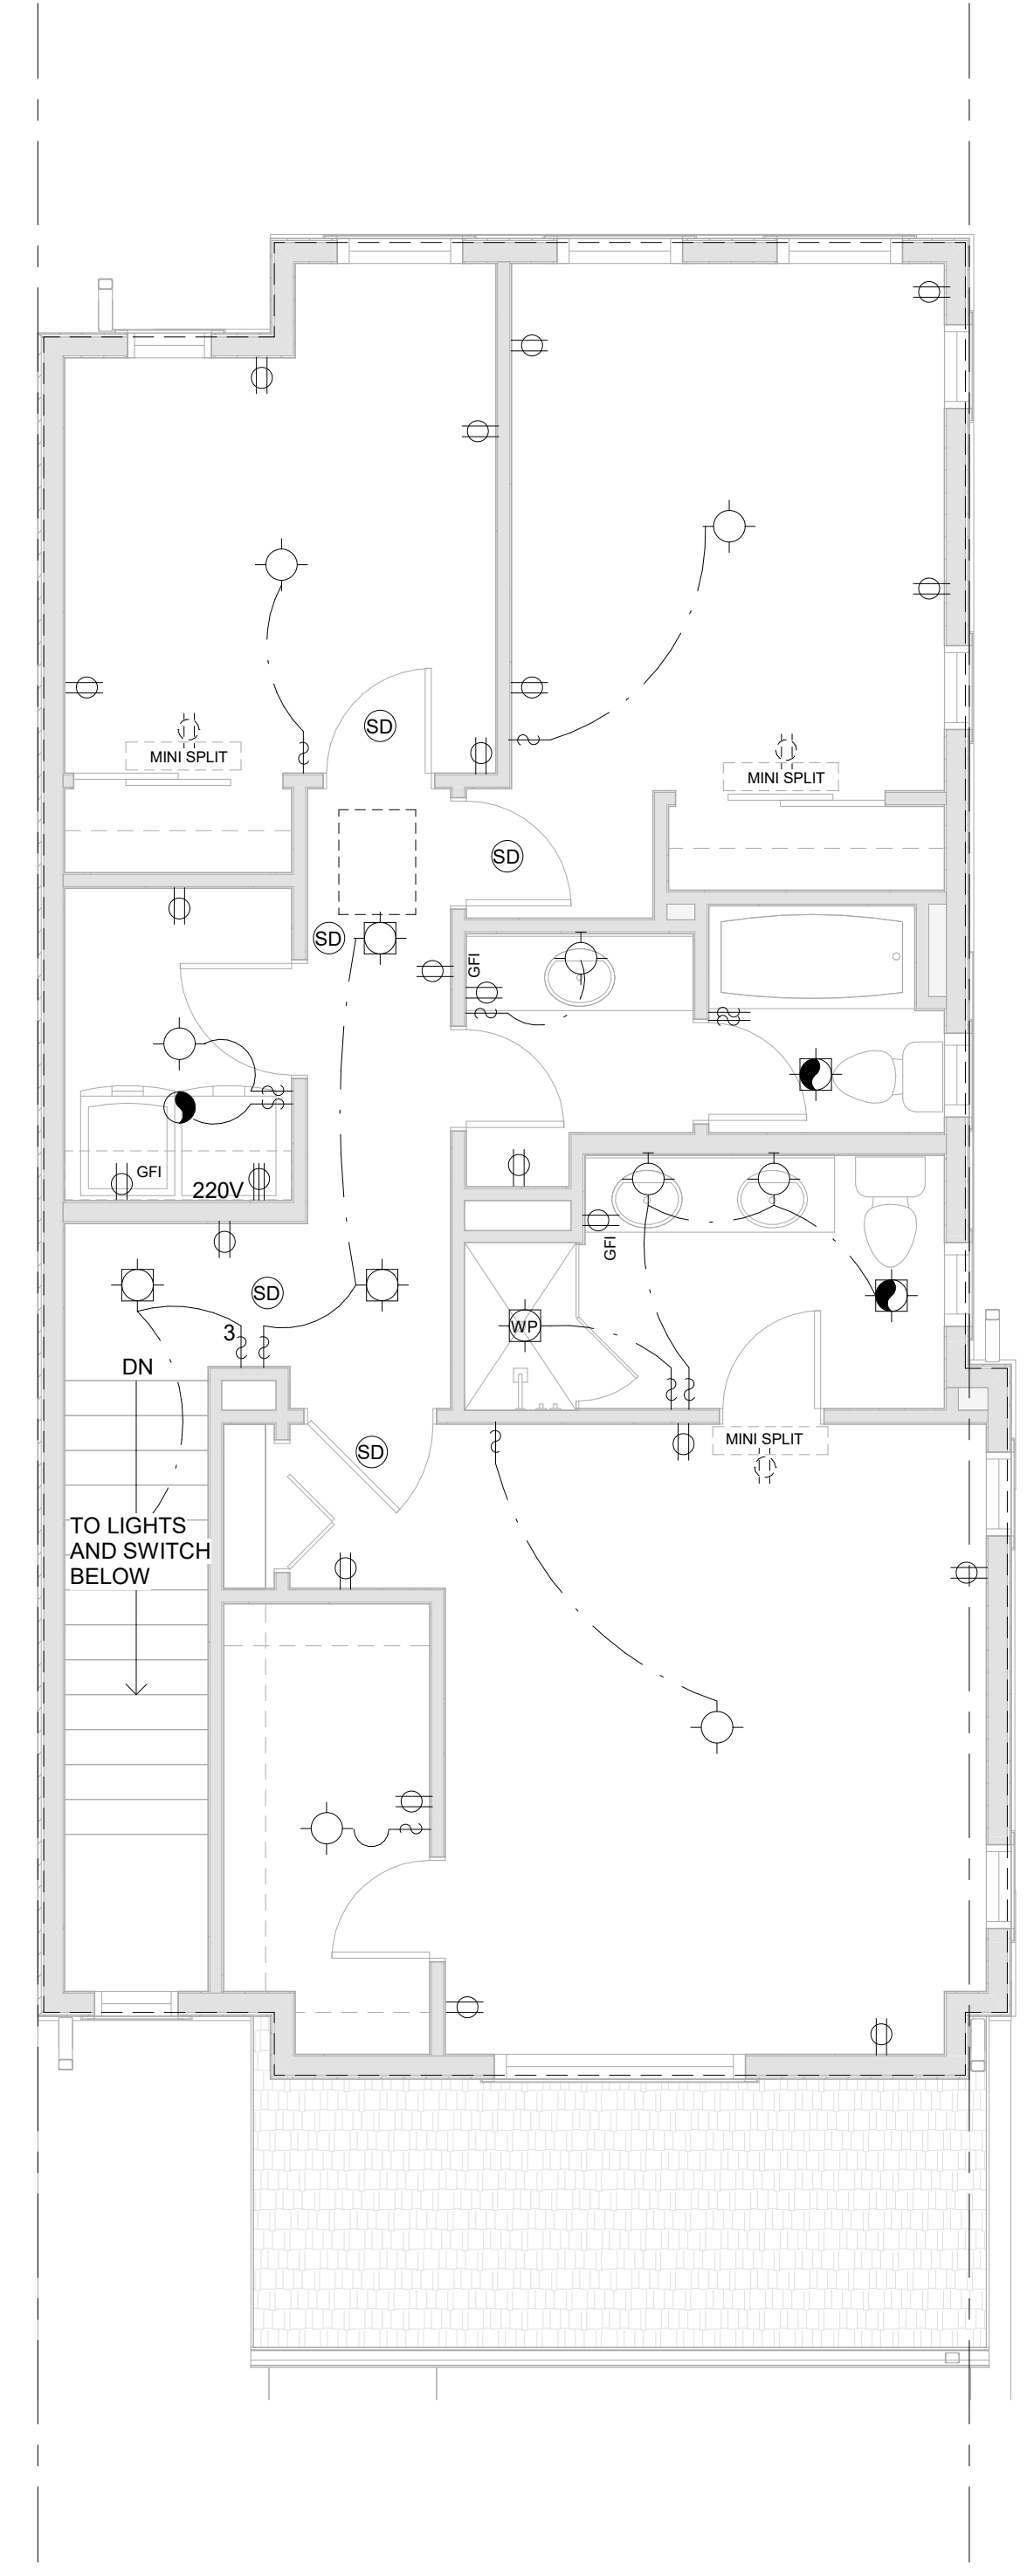 SD
MINI SPLIT
MINI SPLIT
SD
SD
GFI
GFI
220V
GFI
SD
3
WP
DN
MINI SPLIT
SD
TO LIGHTS
AND SWITCH
BELOW